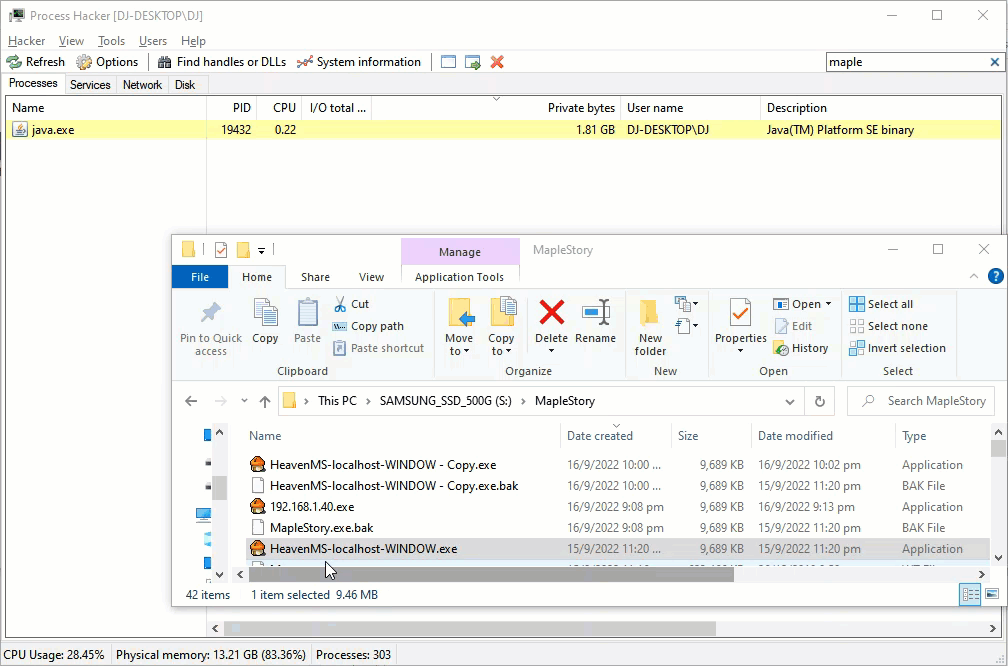 Process Hacker [DJ-DESKTOP\DJ]
Hacker View Tools Users Help
Refresh Options Find handles or DLLs System information maple
Processes Services Network Disk
Name PID CPU I/O total ... Private bytes User name Description
java.exe 19432 0.22 1.81 GB DJ-DESKTOP\DJ Java(TM) Platform SE binary
Manage MapleStory
File Home Share View Application Tools
Pin to Quick access
Copy
Paste
Cut
Copy path
Paste shortcut
Clipboard
Move to
Copy to
Delete
Rename
Organize
New folder
New
Properties
Open
Edit
History
Open
Select all
Select none
Invert selection
Select
This PC › SAMSUNG_SSD_500G (S:) › MapleStory Search MapleStory
Name Date created Size Date modified Type
HeavenMS-localhost-WINDOW - Copy.exe 16/9/2022 10:00 ... 9,689 KB 16/9/2022 10:02 pm Application
HeavenMS-localhost-WINDOW - Copy.exe.bak 16/9/2022 10:00 ... 9,689 KB 15/9/2022 11:20 pm BAK File
192.168.1.40.exe 16/9/2022 9:08 pm 9,689 KB 16/9/2022 9:13 pm Application
MapleStory.exe.bak 16/9/2022 9:08 pm 9,689 KB 15/9/2022 11:20 pm BAK File
HeavenMS-localhost-WINDOW.exe 15/9/2022 11:20 ... 9,689 KB 15/9/2022 11:20 pm Application
42 items 1 item selected 9.46 MB
CPU Usage: 28.45% Physical memory: 13.21 GB (83.36%) Processes: 303